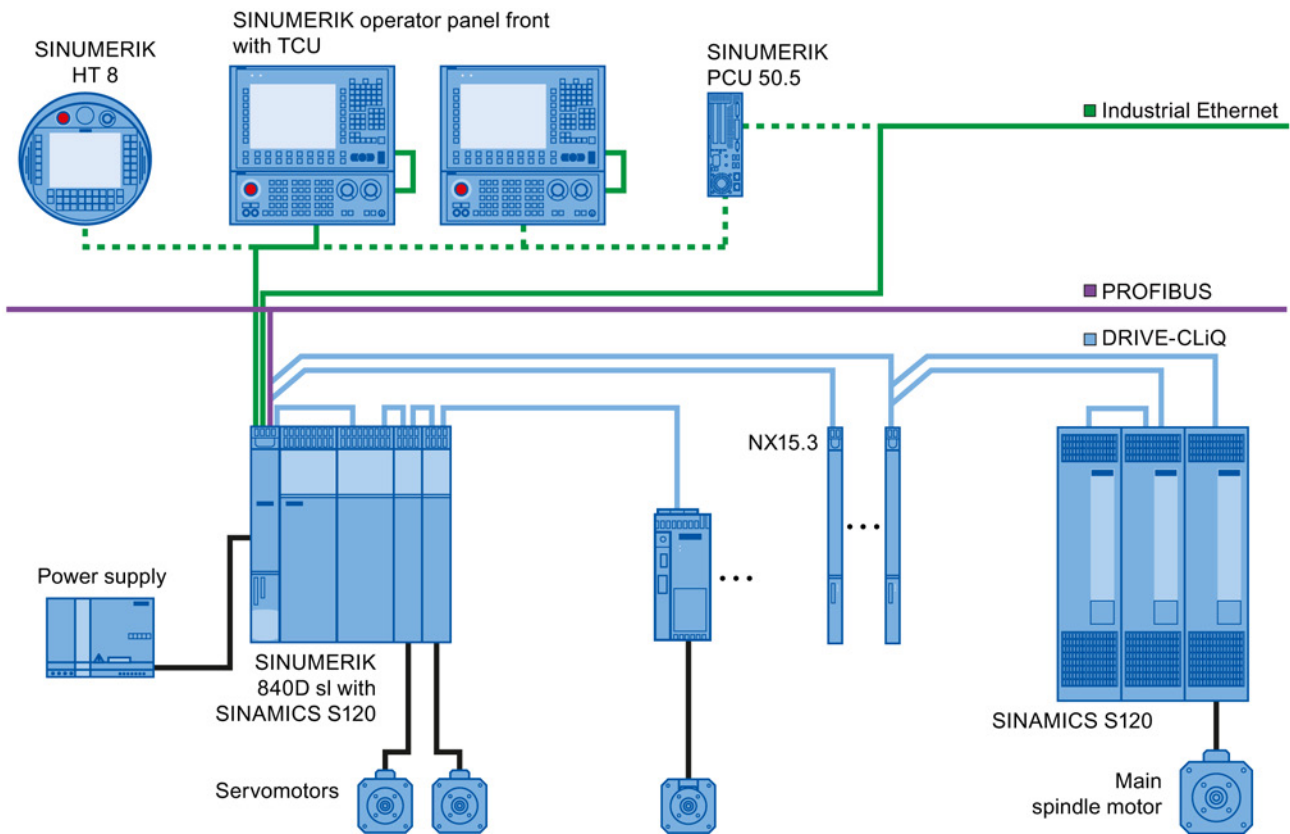 SINUMERIK operator panel front
with TCU
SINUMERIK
HT 8
SINUMERIK
PCU 50.5
Industrial Ethernet
PROFIBUS
DRIVE-CLiQ
NX15.3
Power supply
SINUMERIK
840D sl with
SINAMICS S120
SINAMICS S120
Servomotors
Main
spindle motor